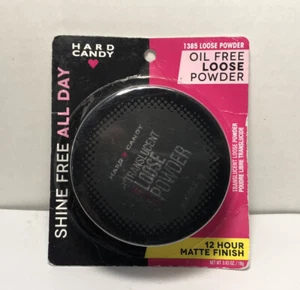 HARD
CANDY
1385 LOOSE POWDER
OIL FREE
LOOSE
POWDER
SHINE FREE ALL DAY
HARD CANDY
TRANSLUCENT
LOOSE
POWDER
TRANSLUCENT LOOSE POWDER
POUDRE LIBRE TRANSLUCIDE
12 HOUR
MATTE FINISH